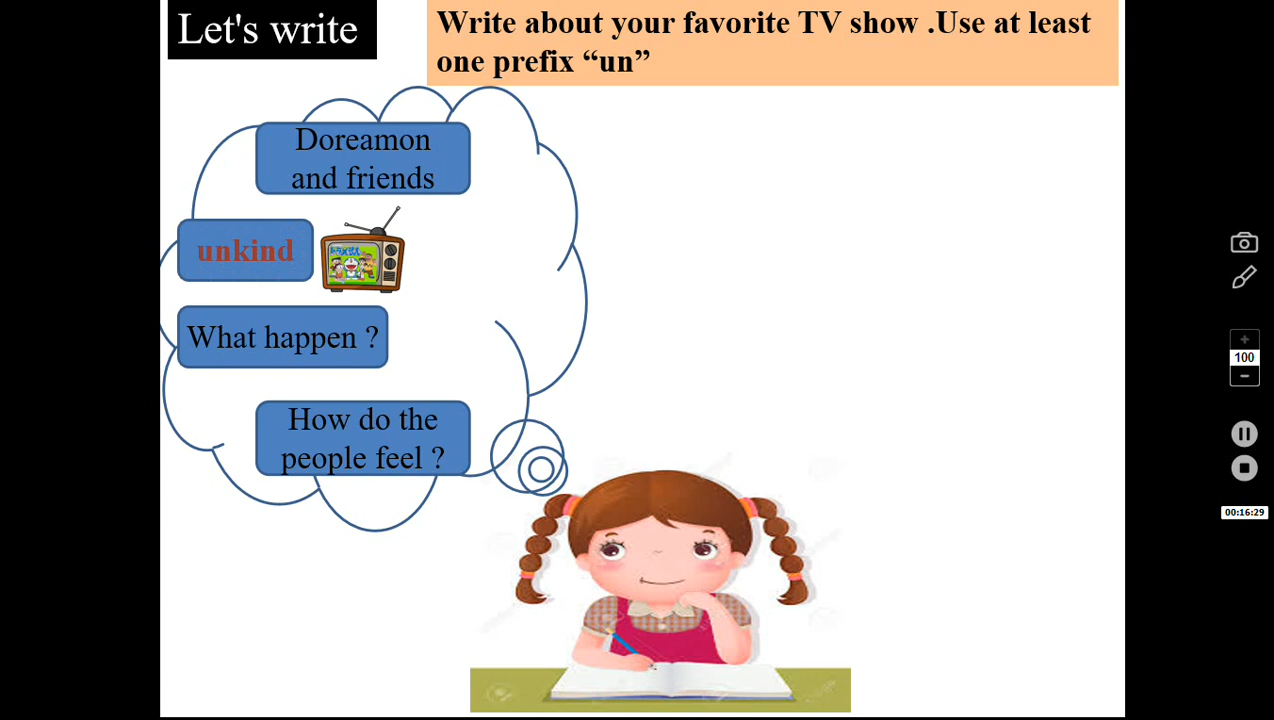 Let's write
Write about your favorite TV show .Use at least
one prefix “un”
Doreamon
and friends
unkind
What happen ?
How do the
people feel ?
100
00:16:29